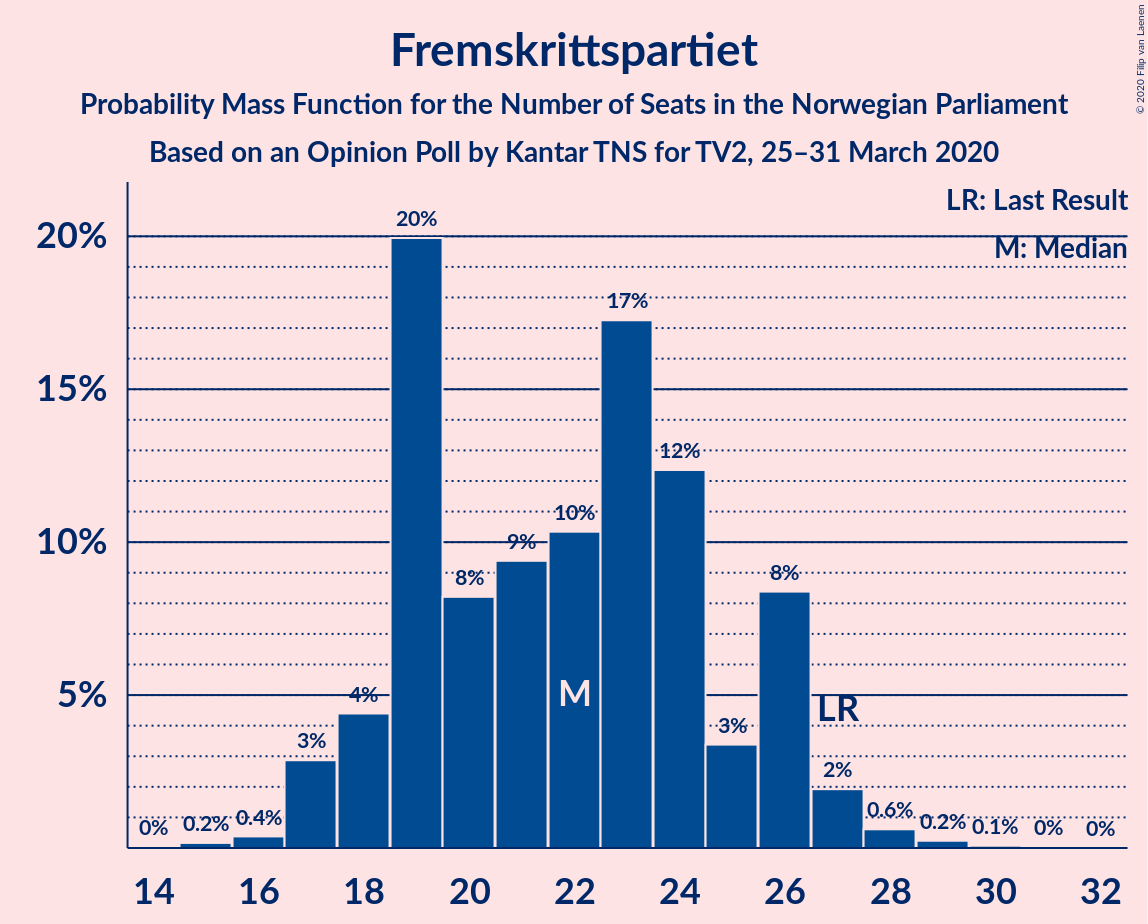 Fremskrittspartiet
Probability Mass Function for the Number of Seats in the Norwegian Parliament
Based on an Opinion Poll by Kantar TNS for TV2, 25–31 March 2020
© 2020 Filip van Laenen
LR: Last Result
M: Median
20%
15%
10%
5%
0%
0.2%
0.4%
3%
4%
20%
8%
9%
10%
17%
12%
3%
8%
2%
0.6%
0.2%
0.1%
0%
0%
M
LR
14 16 18 20 22 24 26 28 30 32